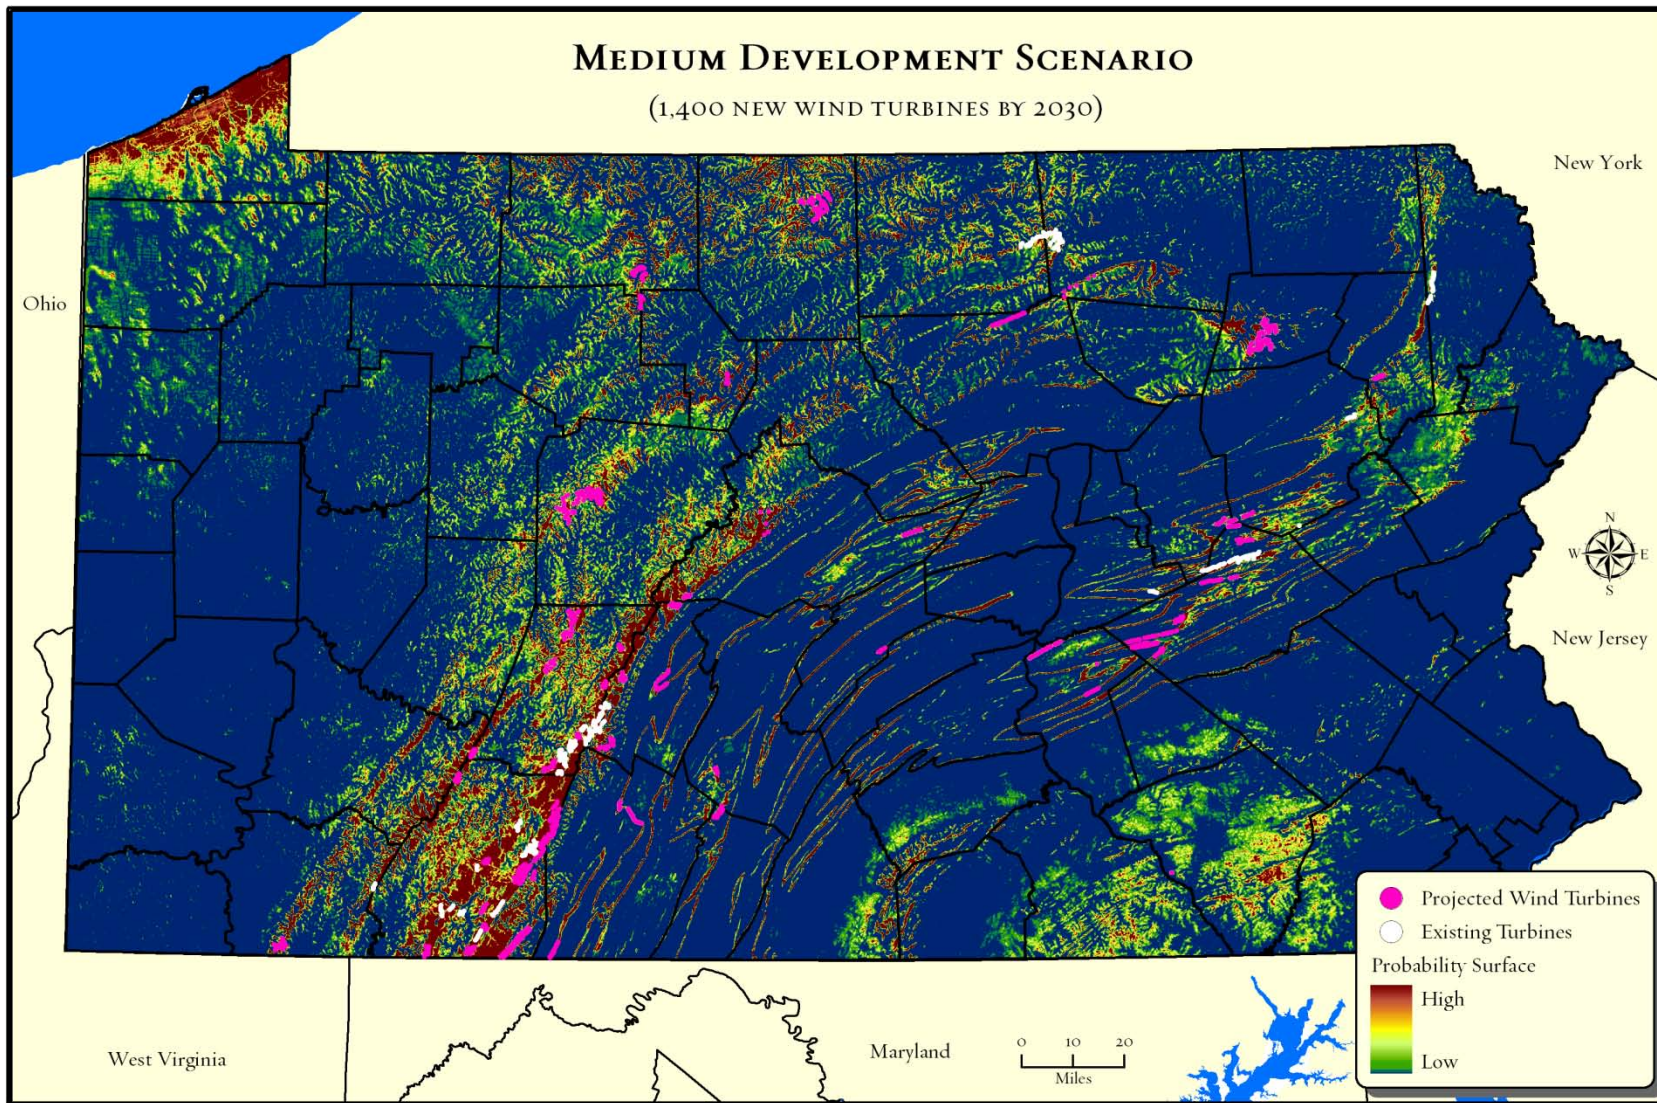 MEDIUM DEVELOPMENT SCENARIO
(1,400 NEW WIND TURBINES BY 2030)
New York
Ohio
N
W E
S
New Jersey
Projected Wind Turbines
Existing Turbines
Probability Surface
High
Low
West Virginia
Maryland
0 10 20
Miles